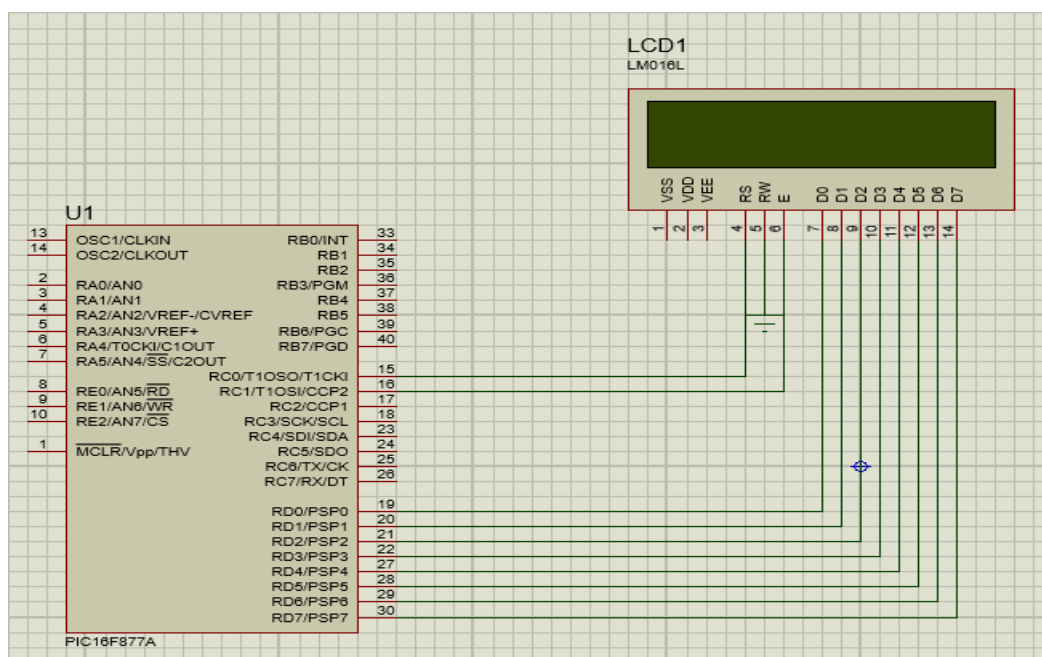 LCD1
LM016L
VSS
VDD
VEE
RS
RW
E
D0
D1
D2
D3
D4
D5
D6
D7
1
2
3
4
5
6
7
8
9
10
11
12
13
14
U1
13 OSC1/CLKIN RB0/INT 33
14 OSC2/CLKOUT RB1 34
RB2 35
2 RA0/AN0 RB3/PGM 36
3 RA1/AN1 RB4 37
4 RA2/AN2/VREF-/CVREF RB5 38
5 RA3/AN3/VREF+ RB6/PGC 39
6 RA4/T0CKI/C1OUT RB7/PGD 40
7 RA5/AN4/SS/C2OUT
RC0/T1OSO/T1CKI 15
8 RE0/AN5/RD RC1/T1OSI/CCP2 16
9 RE1/AN6/WR RC2/CCP1 17
10 RE2/AN7/CS RC3/SCK/SCL 18
RC4/SDI/SDA 23
1 MCLR/Vpp/THV RC5/SDO 24
RC6/TX/CK 25
RC7/RX/DT 26
RD0/PSP0 19
RD1/PSP1 20
RD2/PSP2 21
RD3/PSP3 22
RD4/PSP4 27
RD5/PSP5 28
RD6/PSP6 29
RD7/PSP7 30
PIC16F877A